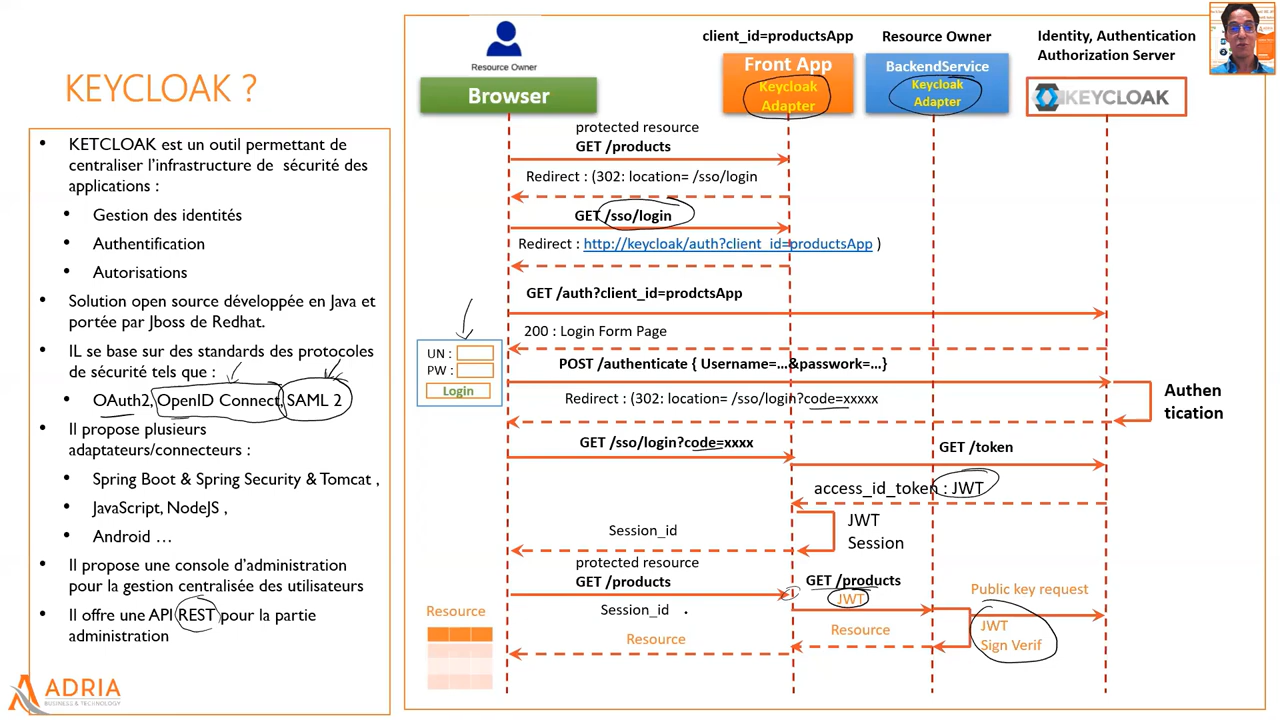 KEYCLOAK ?
KETCLOAK est un outil permettant de
centraliser l'infrastructure de sécurité des
applications :
Gestion des identités
Authentification
Autorisations
Solution open source développée en Java et
portée par Jboss de Redhat.
IL se base sur des standards des protocoles
de sécurité tels que :
OAuth2, OpenID Connect, SAML 2
Il propose plusieurs
adaptateurs/connecteurs :
Spring Boot & Spring Security & Tomcat ,
JavaScript, NodeJS ,
Android …
Il propose une console d'administration
pour la gestion centralisée des utilisateurs
Il offre une API REST pour la partie
administration
ADRIA
BUSINESS & TECHNOLOGY
Resource Owner
Browser
client_id=productsApp
Front App
Keycloak
Adapter
Resource Owner
BackendService
Keycloak
Adapter
Identity, Authentication
Authorization Server
KEYCLOAK
protected resource
GET /products
Redirect : (302: location= /sso/login
GET /sso/login
Redirect : http://keycloak/auth?client_id=productsApp )
GET /auth?client_id=prodctsApp
200 : Login Form Page
UN :
PW :
Login
POST /authenticate { Username=...&passwork=...}
Authen
tication
Redirect : (302: location= /sso/login?code=xxxxx
GET /sso/login?code=xxxx
GET /token
access_id_token : JWT
JWT
Session
Session_id
protected resource
GET /products
GET /products
JWT
Public key request
Session_id
JWT
Sign Verif
Resource
Resource
Resource